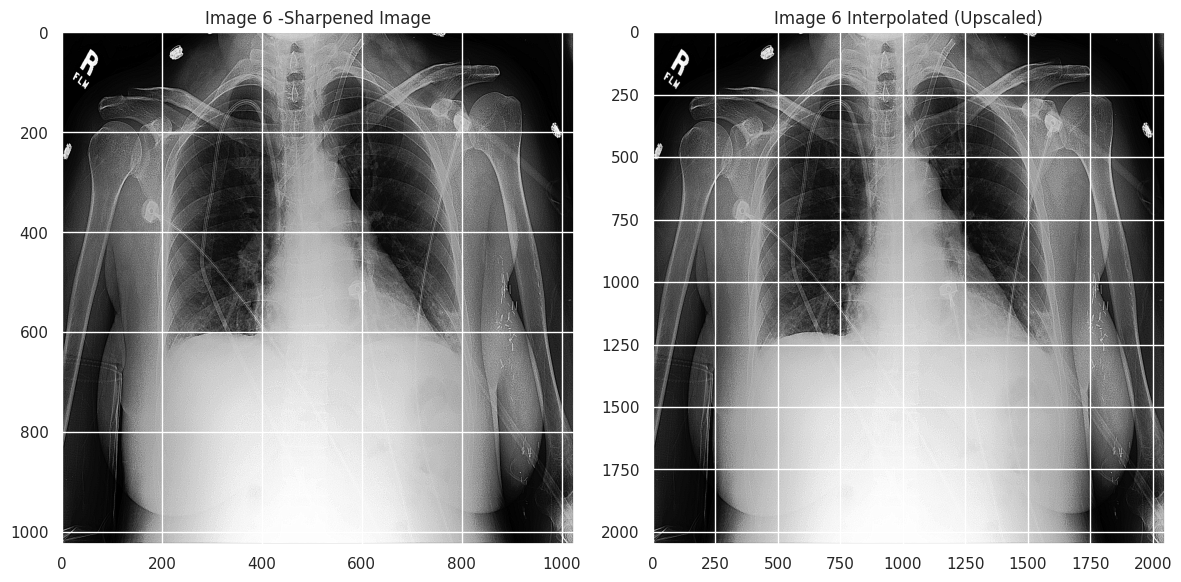 Image 6 -Sharpened Image
R
FLM
0
200
400
600
800
1000
0 200 400 600 800 1000
Image 6 Interpolated (Upscaled)
R
FLM
0
250
500
750
1000
1250
1500
1750
2000
0 250 500 750 1000 1250 1500 1750 2000